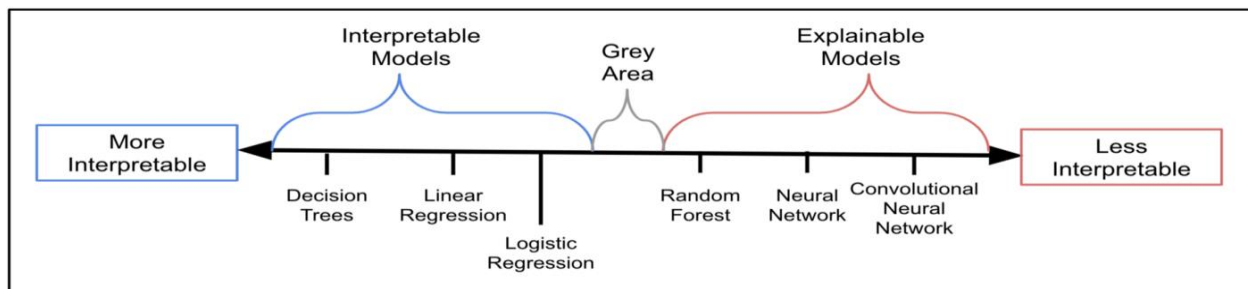 Interpretable
Models
Grey
Area
Explainable
Models
More
Interpretable
Less
Interpretable
Decision
Trees
Linear
Regression
Logistic
Regression
Random
Forest
Neural
Network
Convolutional
Neural
Network